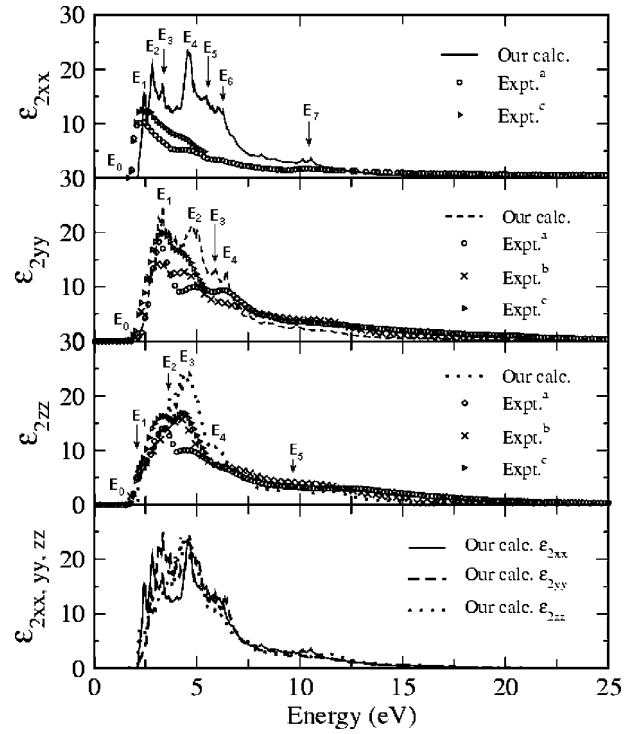 30
20
10
30
20
10
30
20
10
0
20
10
0
0
5
10
15
20
25
Energy (eV)
ε2xx
ε2yy
ε2zz
ε2xx, yy, zz
E0
E1
E2
E3
E4
E5
E6
E7
Our calc.
Expt.a
Expt.c
E0
E1
E2
E3
E4
Our calc.
Expt.a
Expt.b
Expt.c
E0
E1
E2
E3
E4
E5
Our calc.
Expt.a
Expt.b
Expt.c
Our calc. ε2xx
Our calc. ε2yy
Our calc. ε2zz